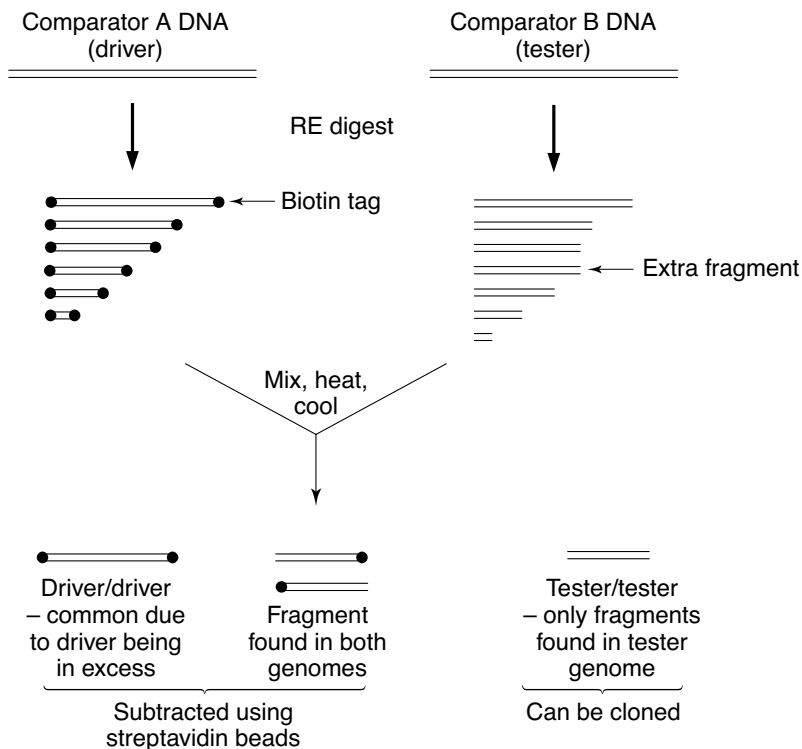 Comparator A DNA
(driver)
Comparator B DNA
(tester)
RE digest
Biotin tag
Extra fragment
Mix, heat,
cool
Driver/driver
– common due
to driver being
in excess
Fragment
found in both
genomes
Tester/tester
– only fragments
found in tester
genome
Subtracted using
streptavidin beads
Can be cloned